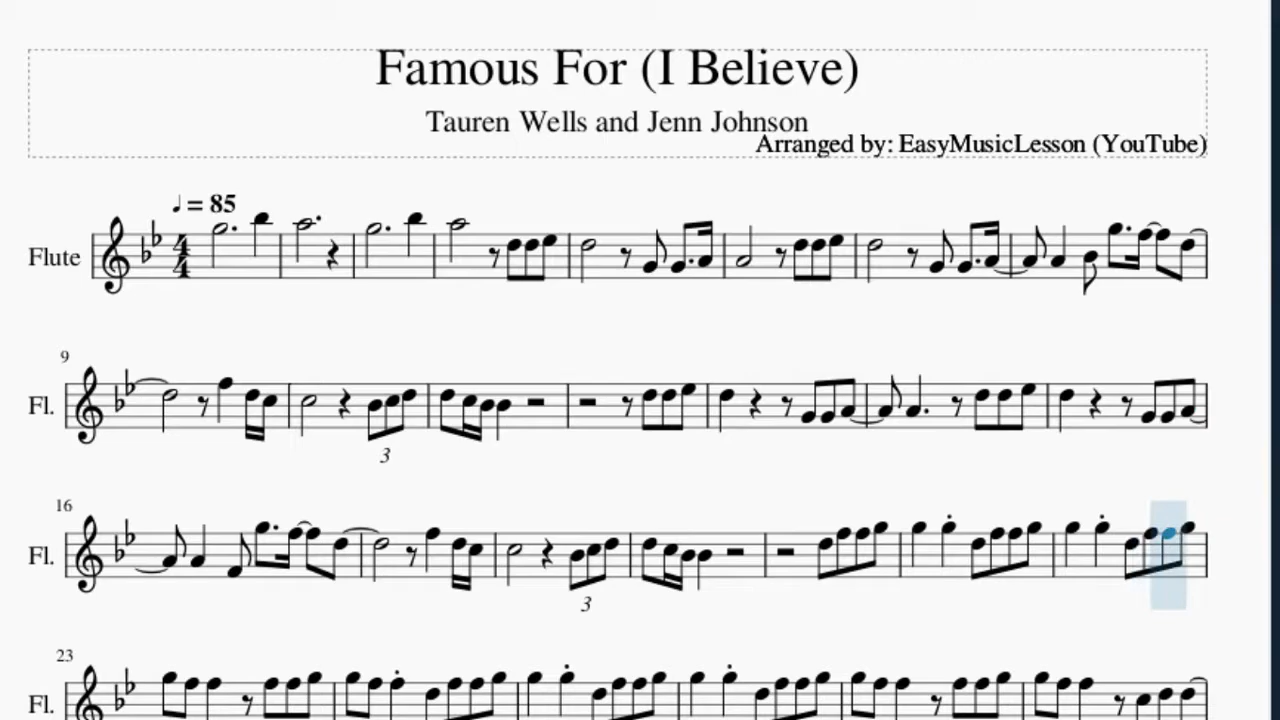 Famous For (I Believe)
Tauren Wells and Jenn Johnson
Arranged by: EasyMusicLesson (YouTube)
♩ = 85
Flute
4
4
9
Fl.
3
16
Fl.
3
23
Fl.